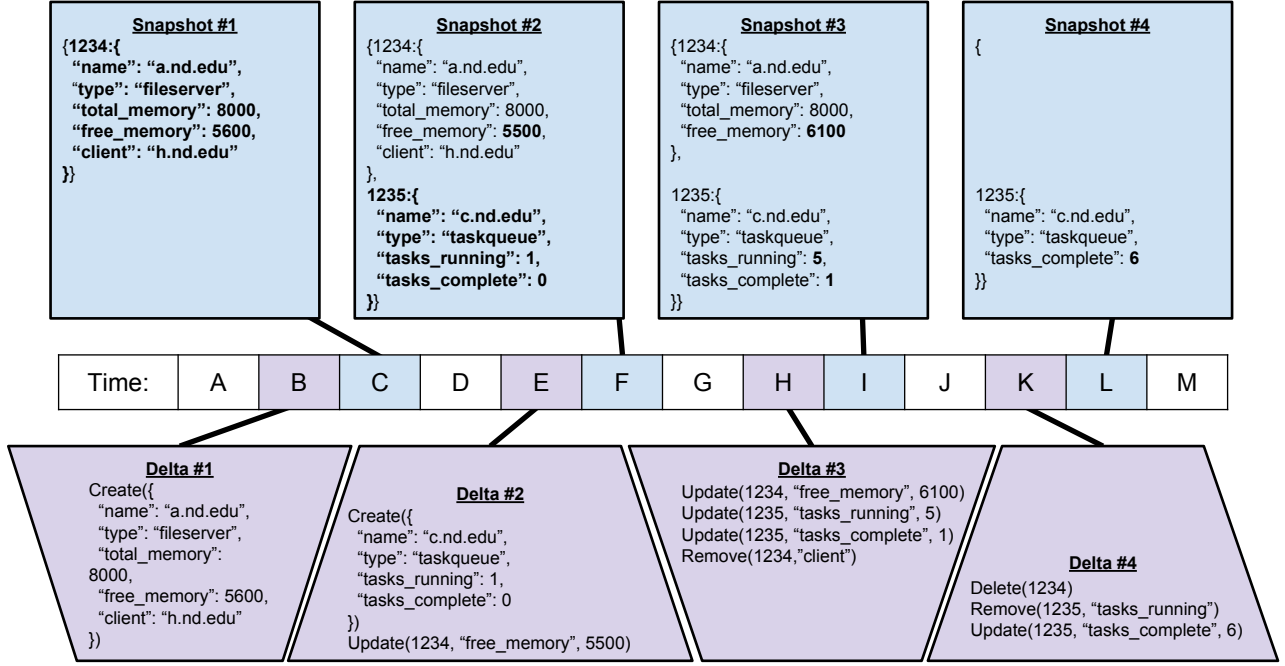 Snapshot #1
{1234:{
“name”: “a.nd.edu”,
“type”: “fileserver”,
“total_memory”: 8000,
“free_memory”: 5600,
“client”: “h.nd.edu”
}}
Snapshot #2
{1234:{
“name”: “a.nd.edu”,
“type”: “fileserver”,
“total_memory”: 8000,
“free_memory”: 5500,
“client”: “h.nd.edu”
},
1235:{
“name”: “c.nd.edu”,
“type”: “taskqueue”,
“tasks_running”: 1,
“tasks_complete”: 0
}}
Snapshot #3
{1234:{
“name”: “a.nd.edu”,
“type”: “fileserver”,
“total_memory”: 8000,
“free_memory”: 6100
},
1235:{
“name”: “c.nd.edu”,
“type”: “taskqueue”,
“tasks_running”: 5,
“tasks_complete”: 1
}}
Snapshot #4
{
1235:{
“name”: “c.nd.edu”,
“type”: “taskqueue”,
“tasks_complete”: 6
}}
Time: A B C D E F G H I J K L M
Delta #1
Create({
“name”: “a.nd.edu”,
“type”: “fileserver”,
“total_memory”:
8000,
“free_memory”: 5600,
“client”: “h.nd.edu”
})
Delta #2
Create({
“name”: “c.nd.edu”,
“type”: “taskqueue”,
“tasks_running”: 1,
“tasks_complete”: 0
})
Update(1234, “free_memory”, 5500)
Delta #3
Update(1234, “free_memory”, 6100)
Update(1235, “tasks_running”, 5)
Update(1235, “tasks_complete”, 1)
Remove(1234,”client”)
Delta #4
Delete(1234)
Remove(1235, “tasks_running”)
Update(1235, “tasks_complete”, 6)